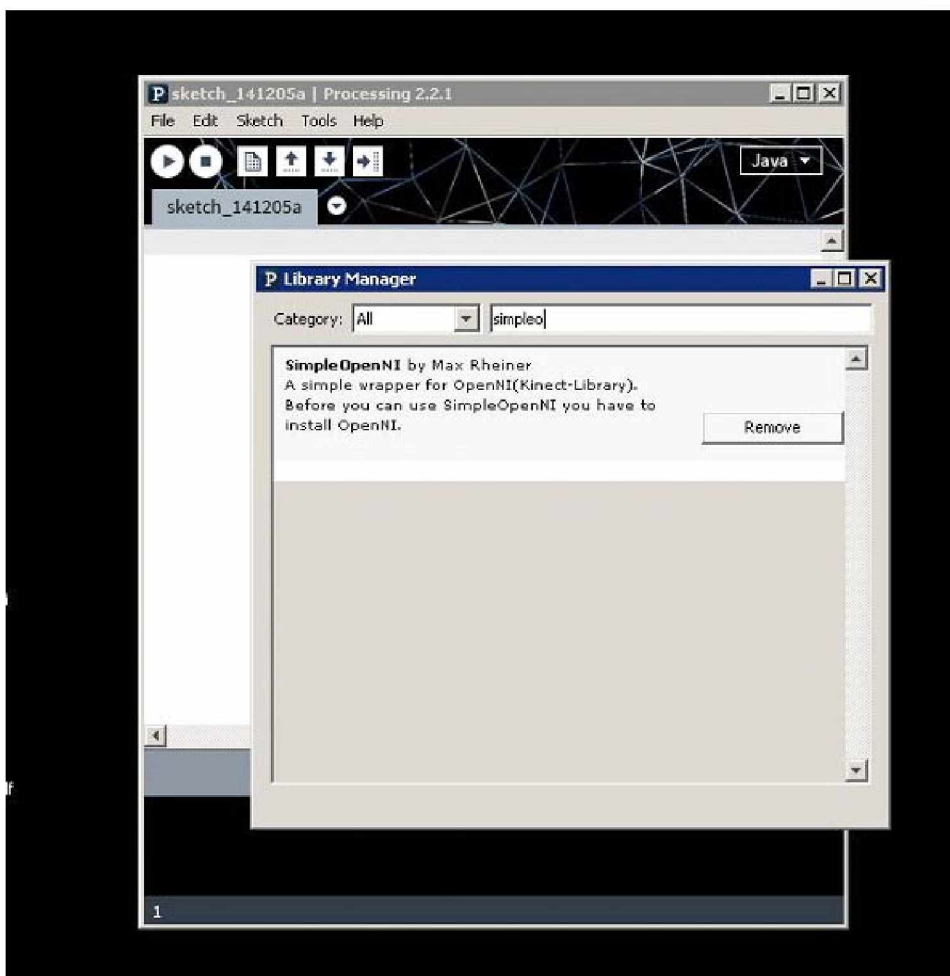 P sketch_141205a | Processing 2.2.1
File Edit Sketch Tools Help
Java
sketch_141205a
P Library Manager
Category: All simpleo
SimpleOpenNI by Max Rheiner
A simple wrapper for OpenNI(Kinect-Library).
Before you can use SimpleOpenNI you have to
install OpenNI.
Remove
1